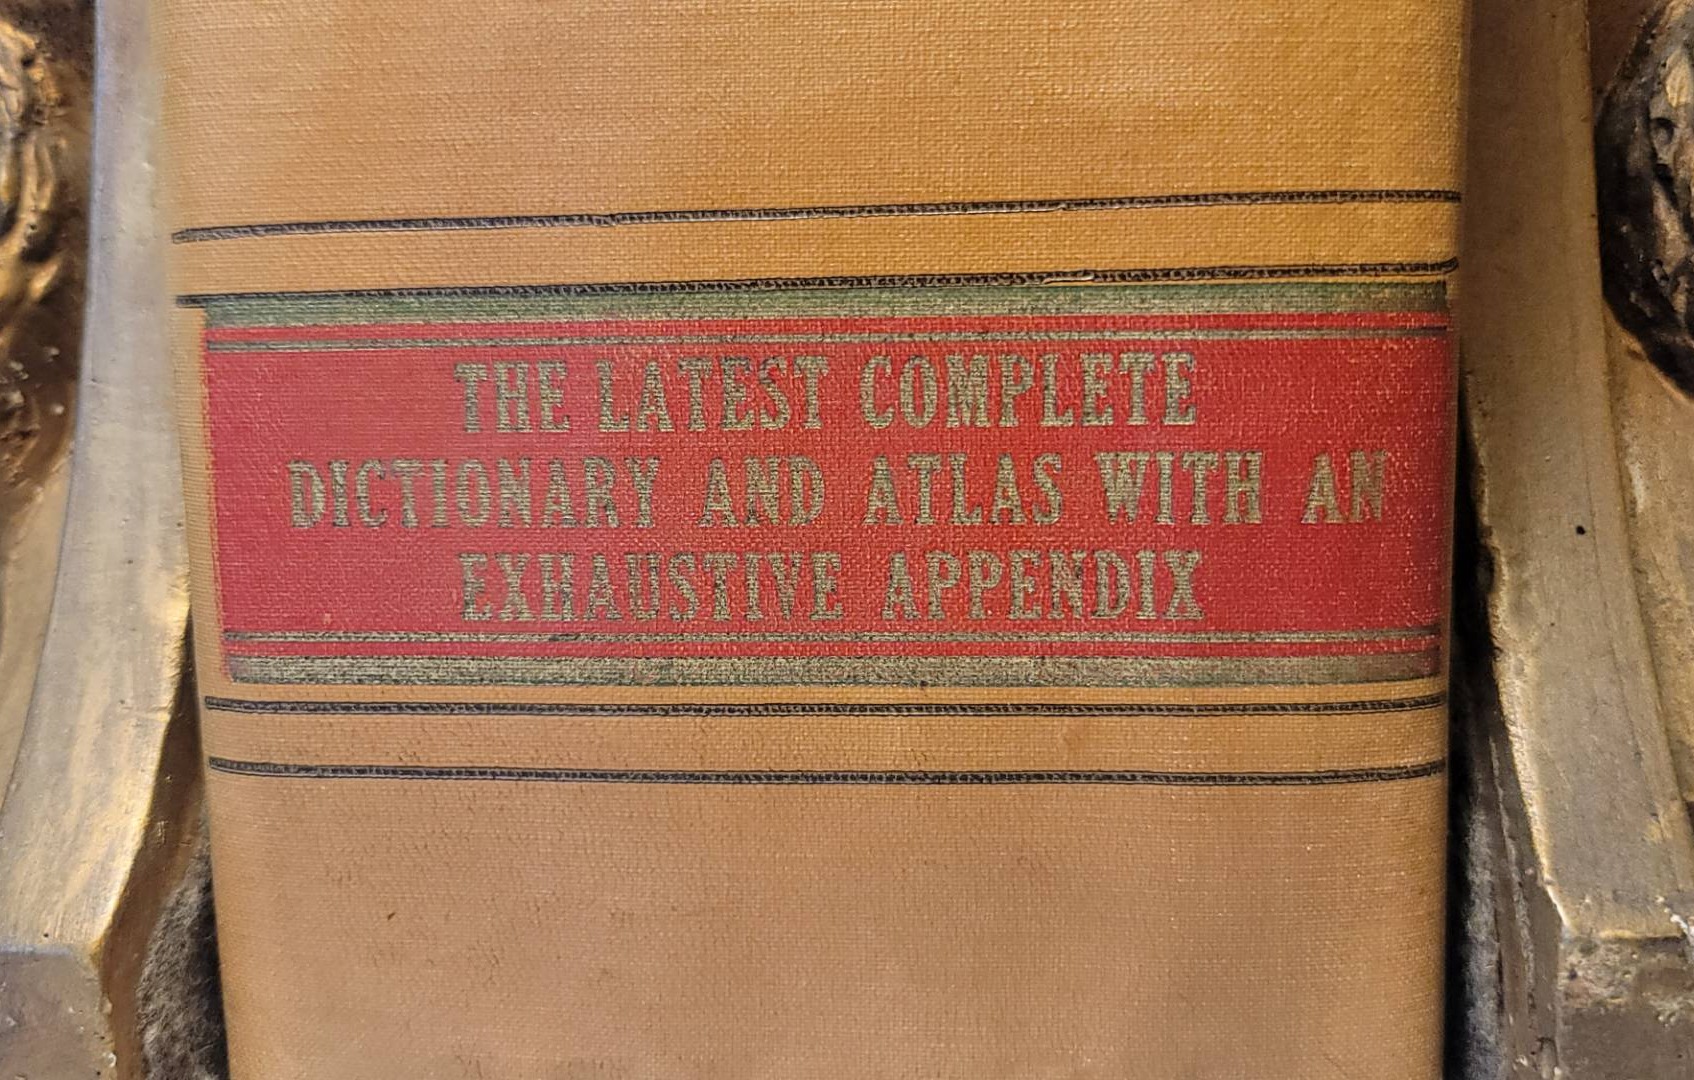 THE LATEST COMPLETE
DICTIONARY AND ATLAS WITH AN
EXHAUSTIVE APPENDIX